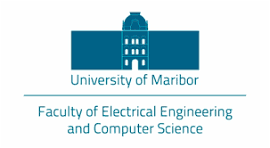 University of Maribor
Faculty of Electrical Engineering
and Computer Science